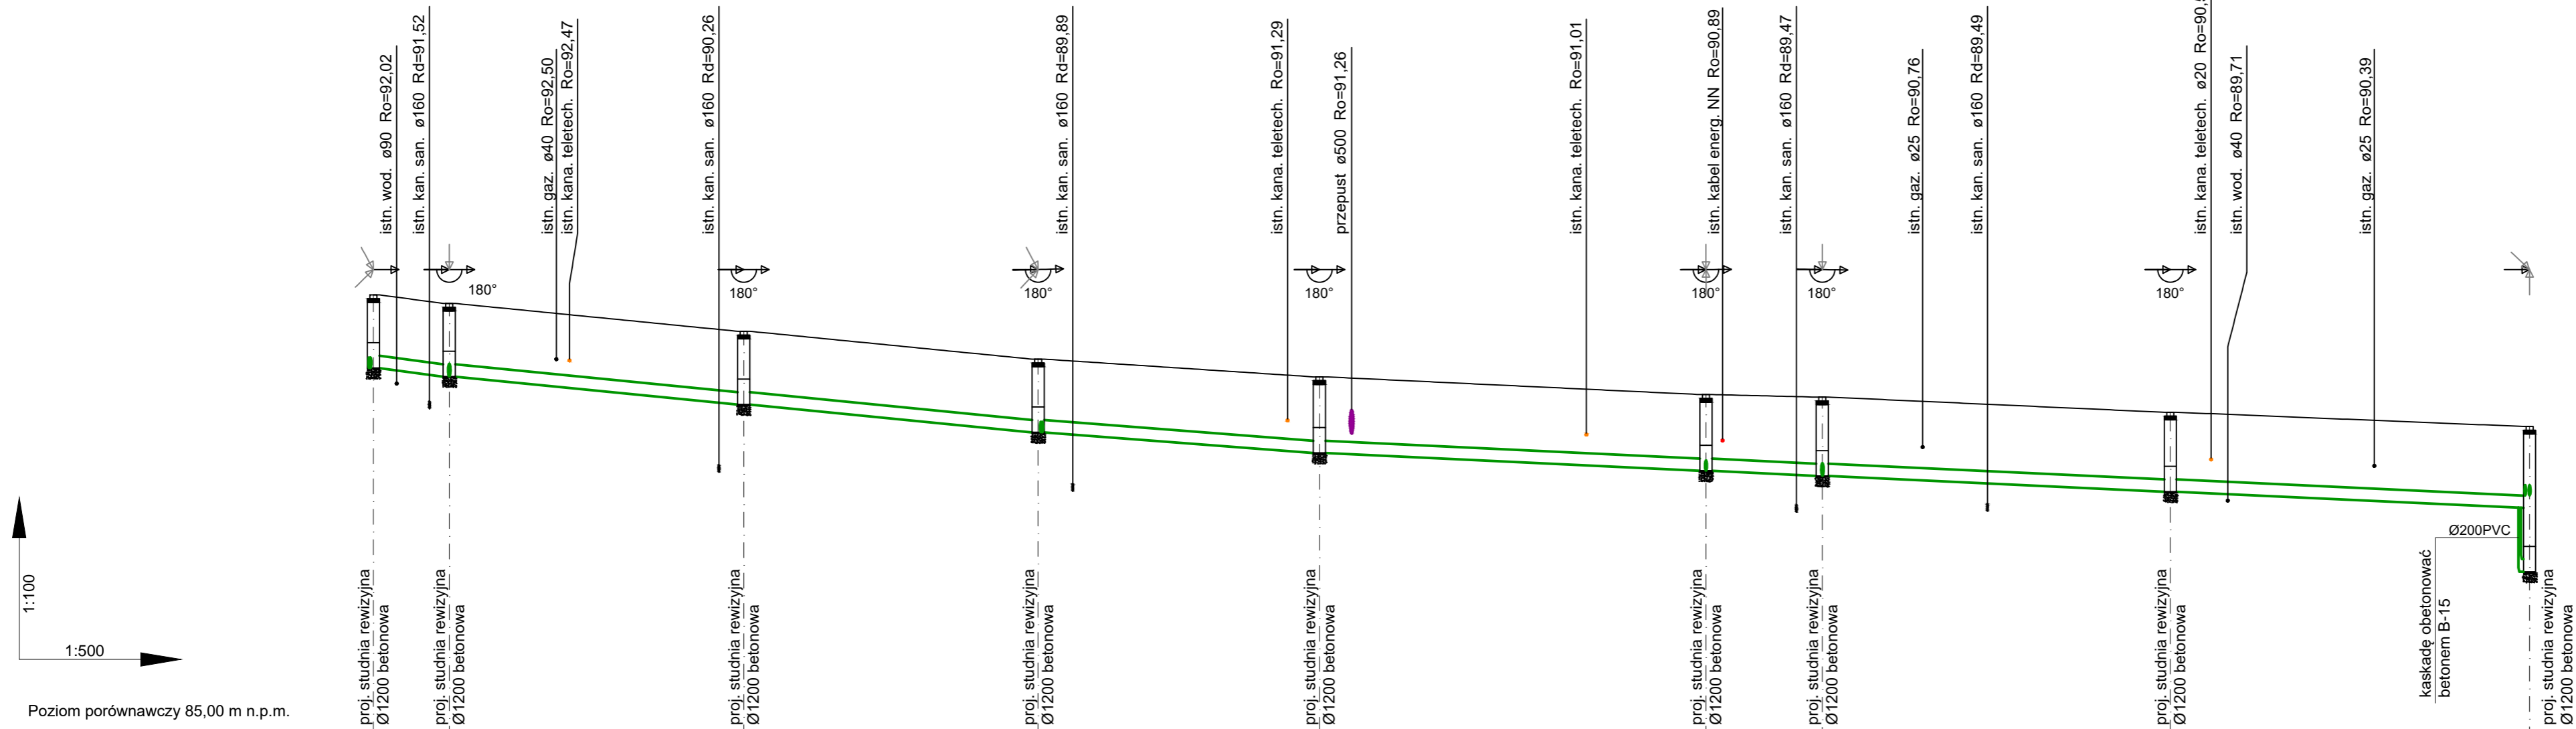 istn. wod. ø90 Ro=92,02
istn. kan. san. ø160 Rd=91,52
istn. gaz. ø40 Ro=92,50
istn. kana. teletech. Ro=92,47
istn. kan. san. ø160 Rd=90,26
istn. kan. san. ø160 Rd=89,89
istn. kana. teletech. Ro=91,29
przepust ø500 Ro=91,26
istn. kana. teletech. Ro=91,01
istn. kabel energ. NN Ro=90,89
istn. kan. san. ø160 Rd=89,47
istn. gaz. ø25 Ro=90,76
istn. kan. san. ø160 Rd=89,49
istn. kana. teletech. ø20
istn. wod. ø40 Ro=89,71
istn. gaz. ø25 Ro=90,39
180°
180°
180°
180°
180°
180°
180°
1:100
1:500
Poziom porównawczy 85,00 m n.p.m.
proj. studnia rewizyjna
Ø1200 betonowa
proj. studnia rewizyjna
Ø1200 betonowa
proj. studnia rewizyjna
Ø1200 betonowa
proj. studnia rewizyjna
Ø1200 betonowa
proj. studnia rewizyjna
Ø1200 betonowa
proj. studnia rewizyjna
Ø1200 betonowa
proj. studnia rewizyjna
Ø1200 betonowa
proj. studnia rewizyjna
Ø1200 betonowa
Ø200PVC
kaskadę obetonować
betonem B-15
proj. studnia rewizyjna
Ø1200 betonowa